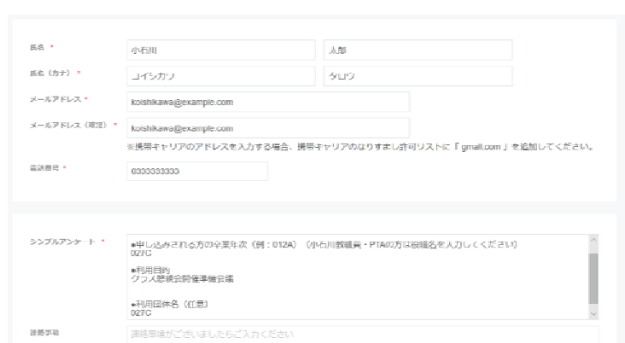 氏名 *
小石川 太郎
氏名（カナ） *
コイシカワ タロウ
メールアドレス *
koishikawa@example.com
メールアドレス（確認） *
koishikawa@example.com
※携帯キャリアのアドレスを入力する場合、携帯キャリアのなりすまし許可リストに「 gmail.com 」を追加してください。
電話番号 *
0333333333
シンプルアンケート *
●申し込みされる方の卒業年次（例：012A）（小石川教職員・PTAの方は役職名を入力してください）
027C
●利用目的
クラス懇親会開催準備会議
●利用団体名（任意）
027C
連絡事項
連絡事項がございましたらご入力ください